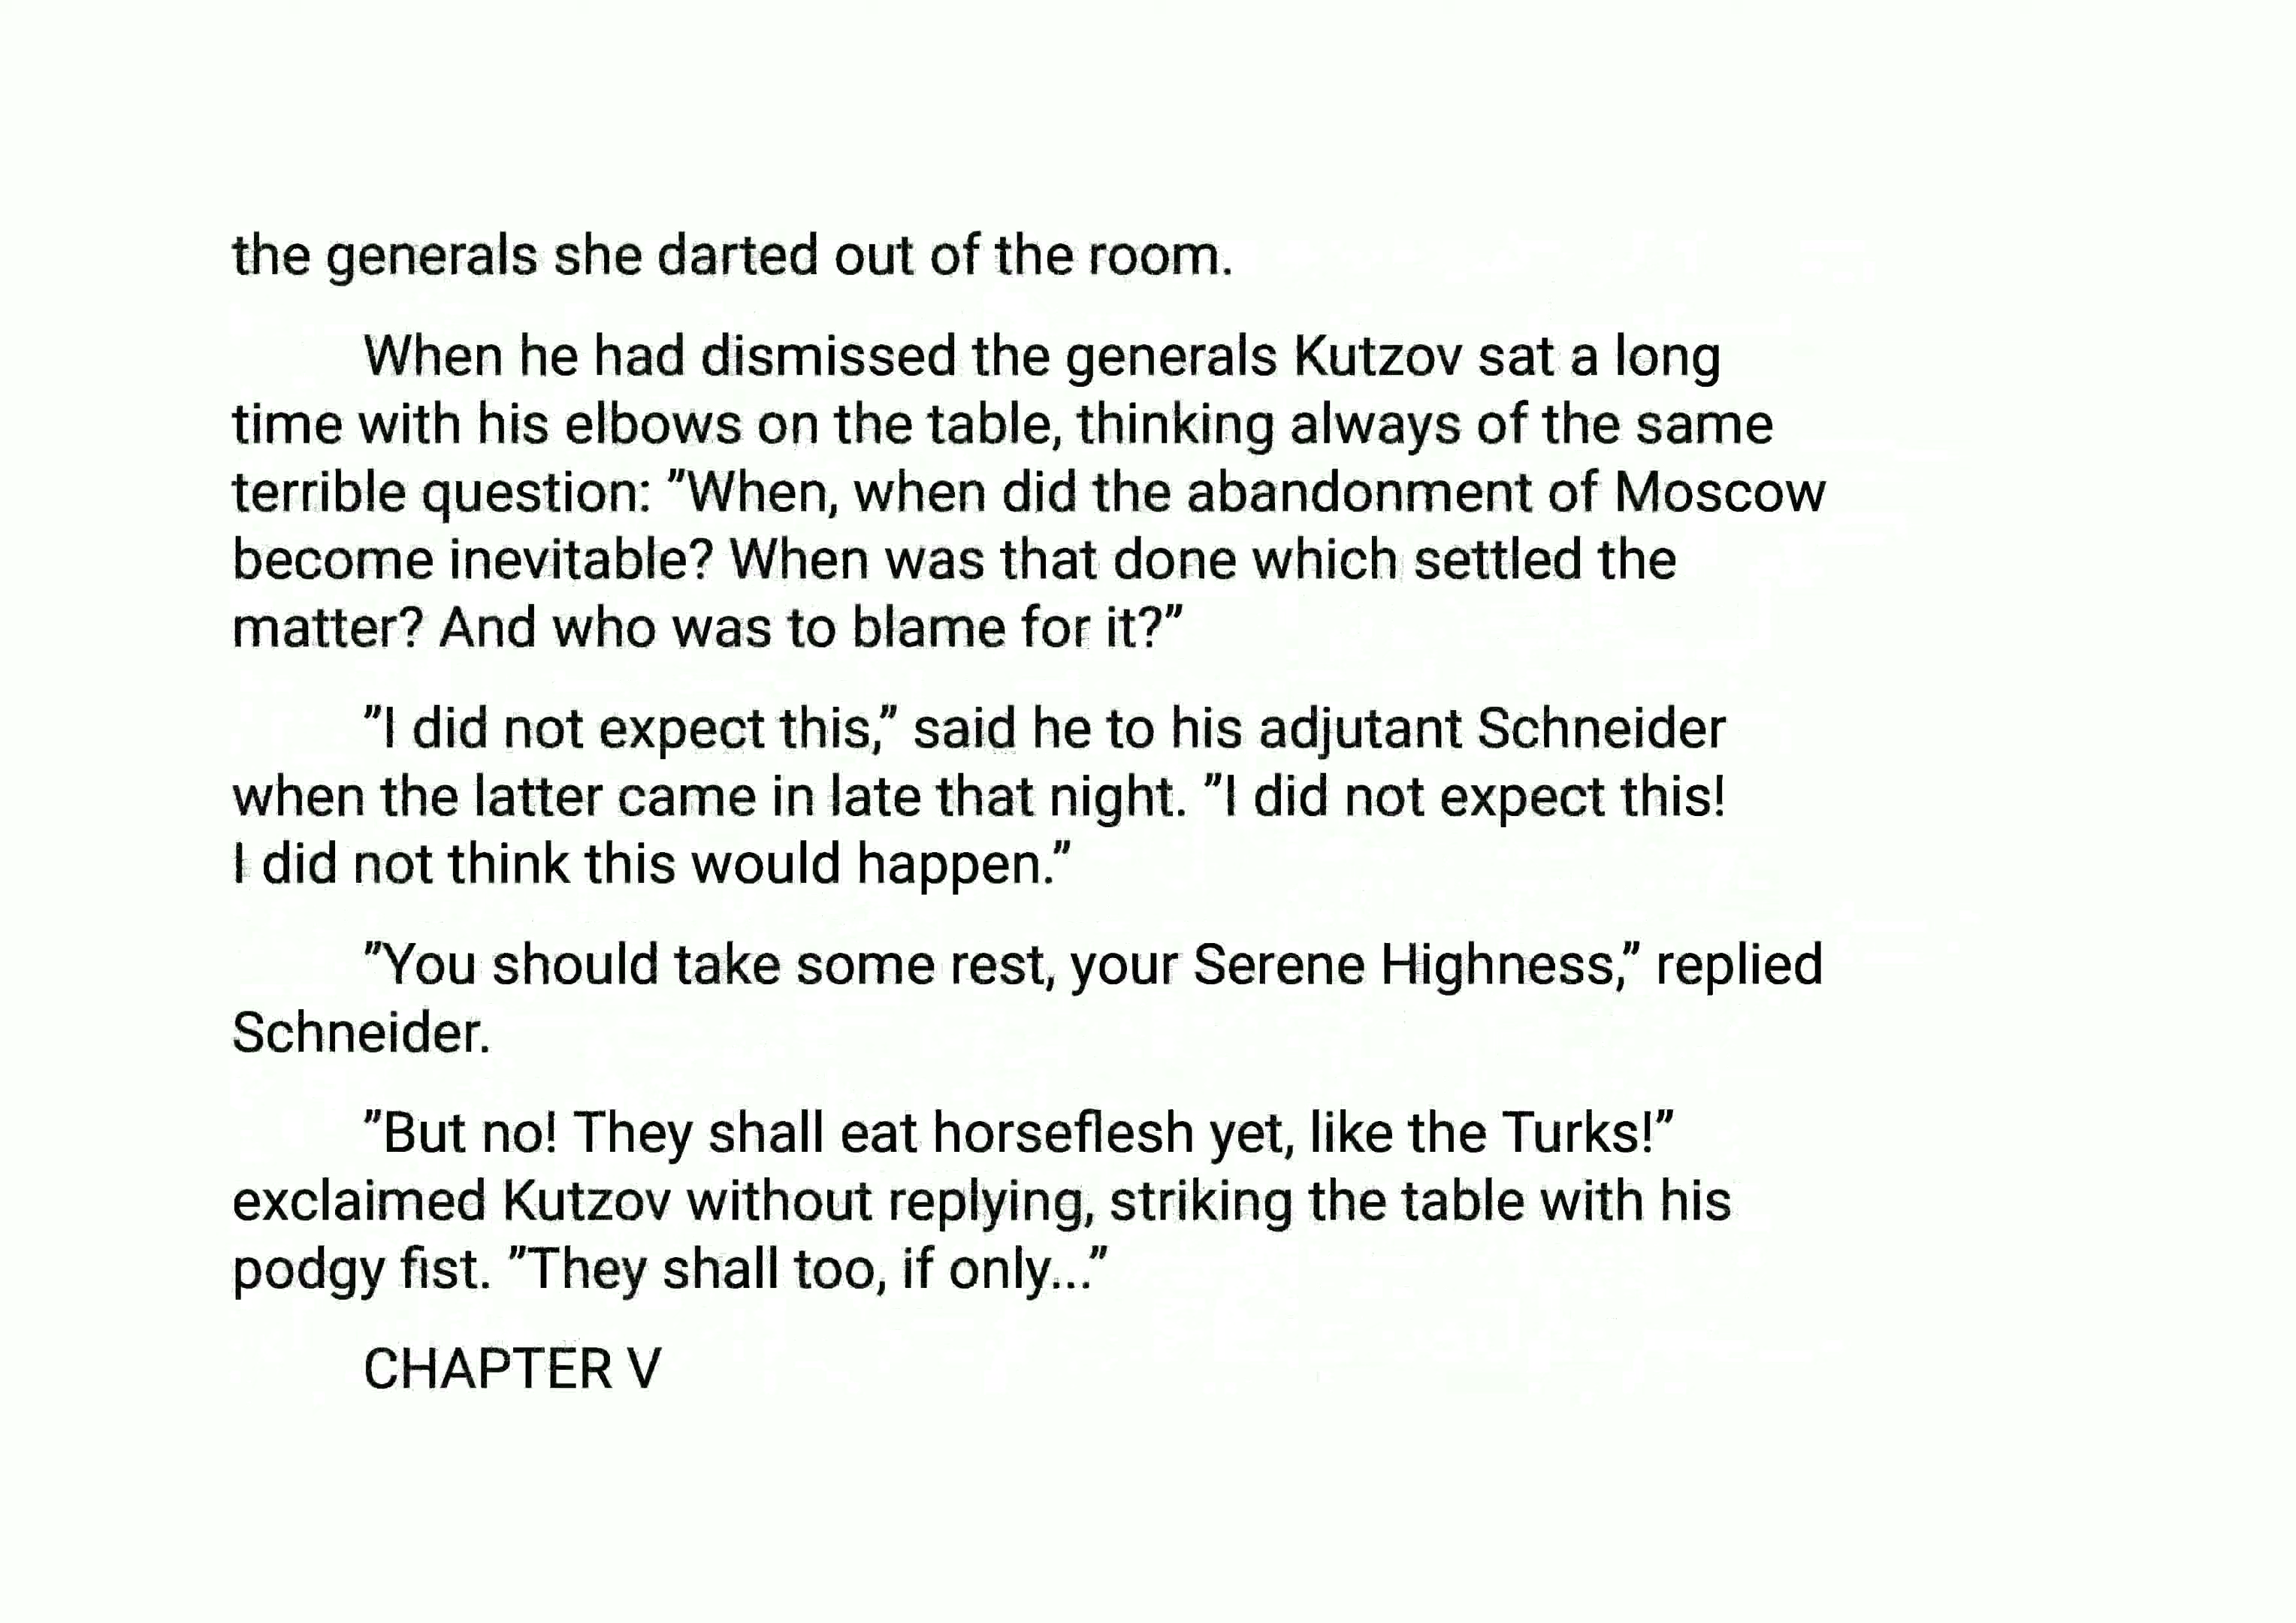 the generals she darted out of the room.
When he had dismissed the generals Kutzov sat a long
time with his elbows on the table, thinking always of the same
terrible question: ”When, when did the abandonment of Moscow
become inevitable? When was that done which settled the
matter? And who was to blame for it?”
”I did not expect this,” said he to his adjutant Schneider
when the latter came in late that night. ”I did not expect this!
I did not think this would happen.”
”You should take some rest, your Serene Highness,” replied
Schneider.
”But no! They shall eat horseflesh yet, like the Turks!”
exclaimed Kutzov without replying, striking the table with his
podgy fist. ”They shall too, if only...”
CHAPTER V